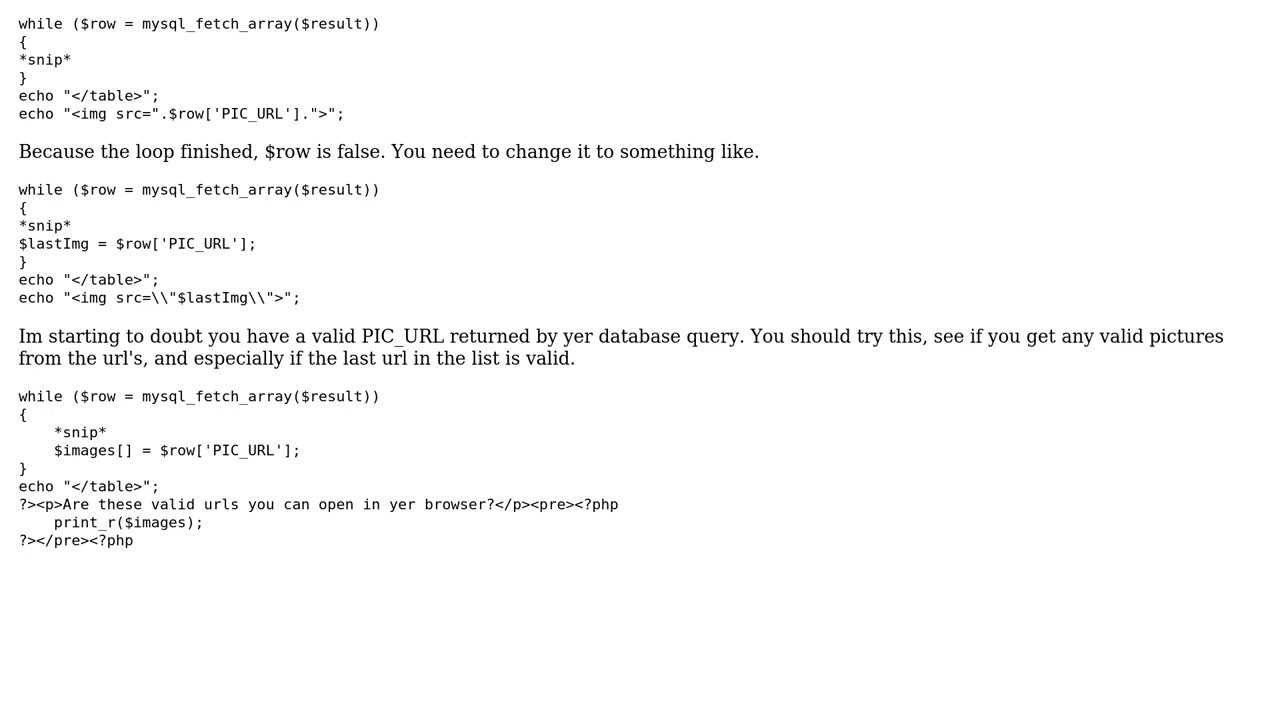 while ($row = mysql_fetch_array($result))
{
*snip*
}
echo "</table>";
echo "<img src=".$row['PIC_URL'].">";
Because the loop finished, $row is false. You need to change it to something like.
while ($row = mysql_fetch_array($result))
{
*snip*
$lastImg = $row['PIC_URL'];
}
echo "</table>";
echo "<img src=\\"$lastImg\\">";
Im starting to doubt you have a valid PIC_URL returned by yer database query. You should try this, see if you get any valid pictures
from the url's, and especially if the last url in the list is valid.
while ($row = mysql_fetch_array($result))
{
    *snip*
    $images[] = $row['PIC_URL'];
}
echo "</table>";
?><p>Are these valid urls you can open in yer browser?</p><pre><?php
    print_r($images);
?></pre><?php